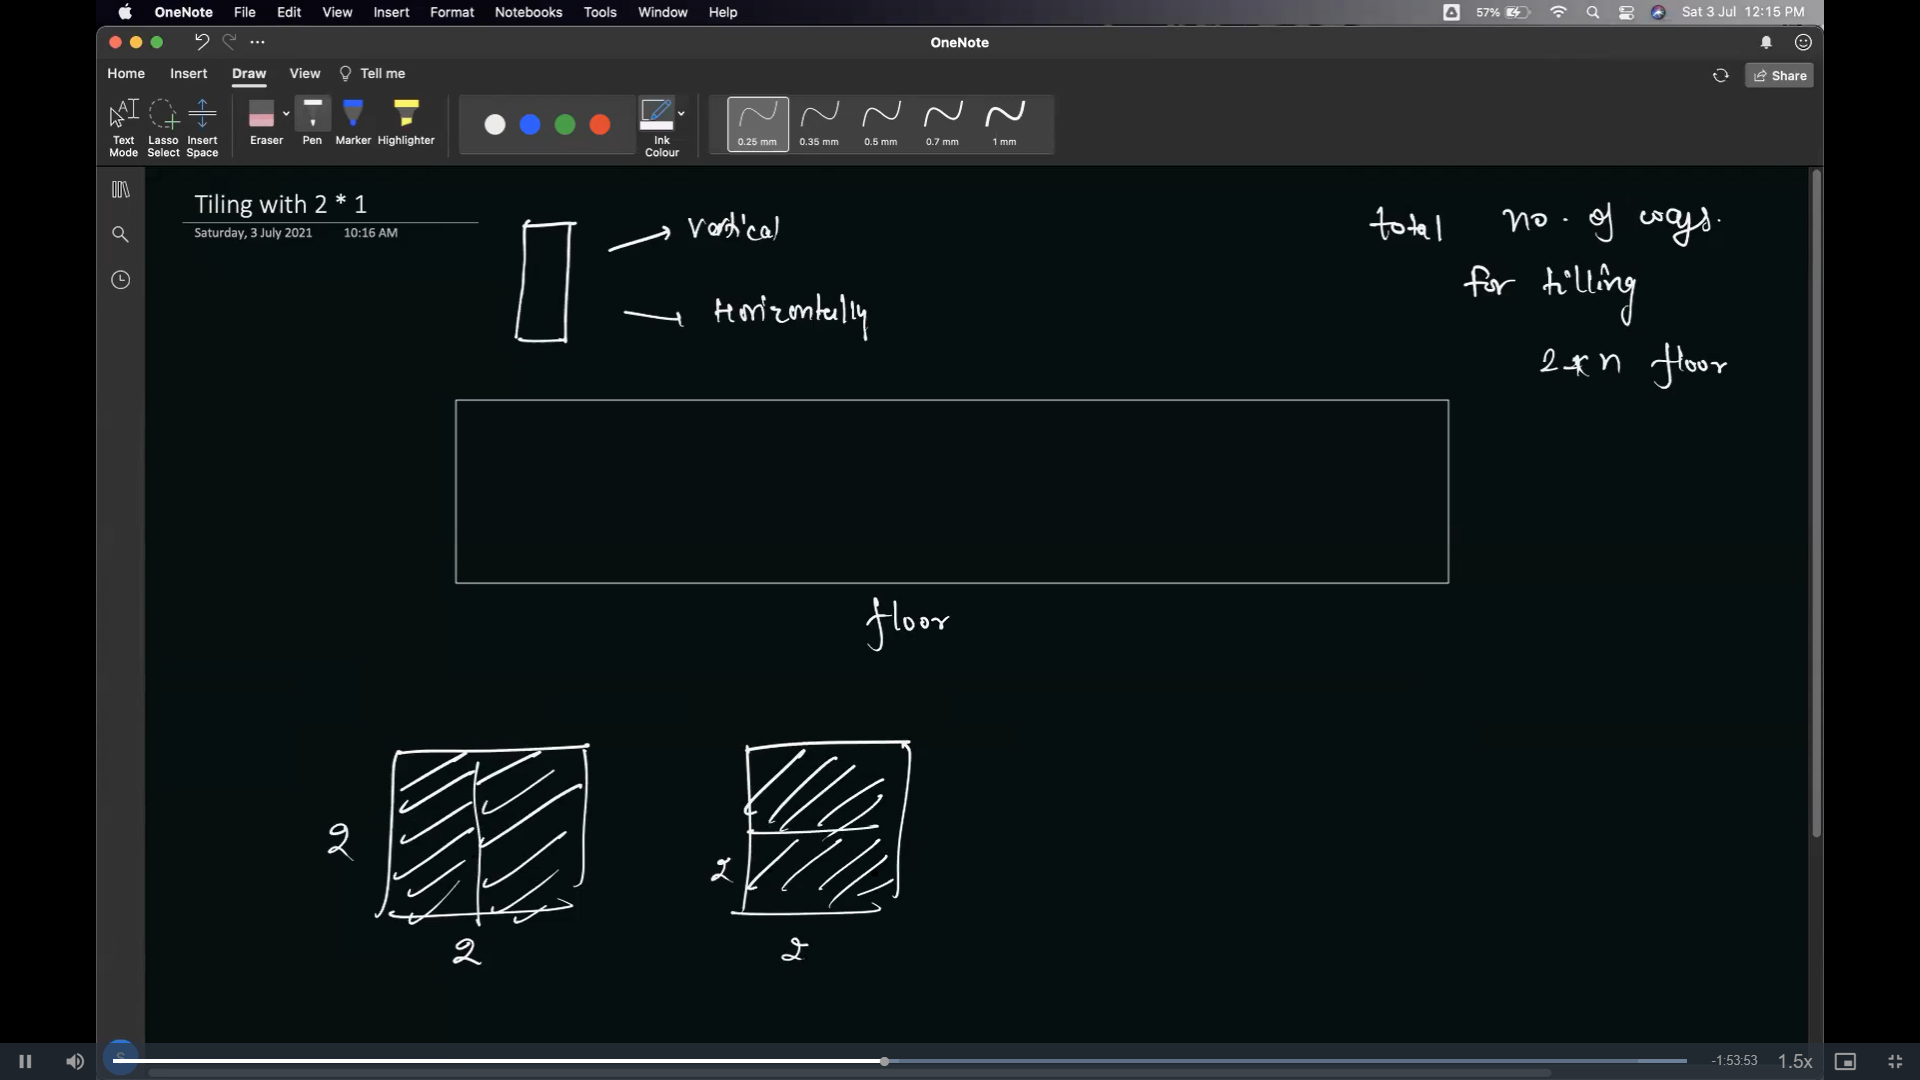 OneNote File Edit View Insert Format Notebooks Tools Window Help 57% Sat 3 Jul 12:15 PM
OneNote
Home Insert Draw View Tell me Share
Text Mode
Lasso Select
Insert Space
Eraser
Pen
Marker
Highlighter
Ink Colour
0.25 mm
0.35 mm
0.5 mm
0.7 mm
1 mm
Tiling with 2 * 1
Saturday, 3 July 2021 10:16 AM
vertical
Horizontally
total no. of ways.
for tilling
2 * n floor
floor
2
2
2
2
-1:53:53 1.5x